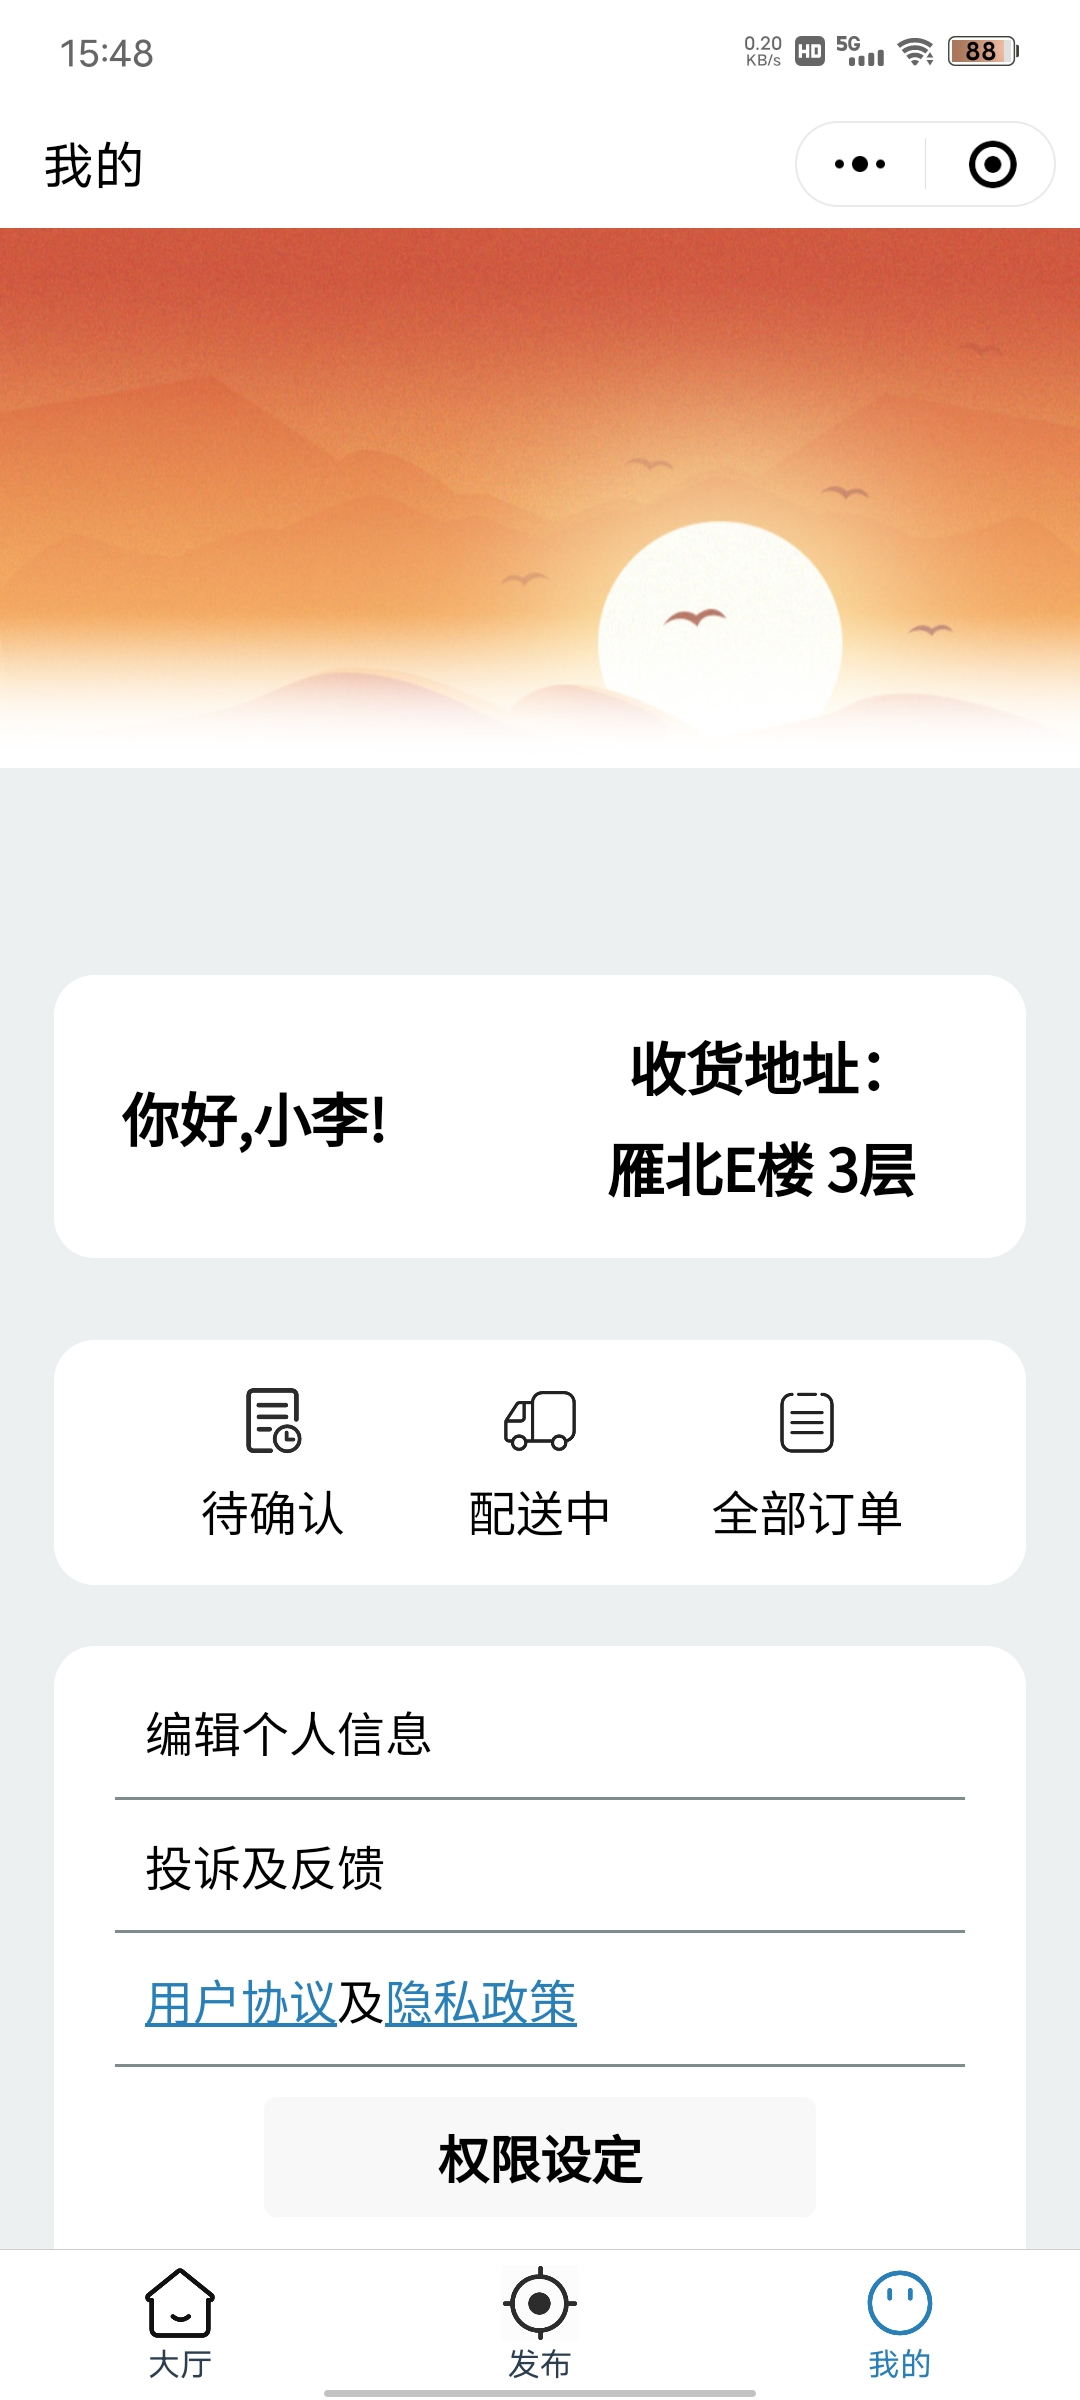 15:48
0.20
KB/s
HD
5G
88
我的
你好,小李!
收货地址：
雁北E楼 3层
待确认
配送中
全部订单
编辑个人信息
投诉及反馈
用户协议及隐私政策
权限设定
大厅
发布
我的